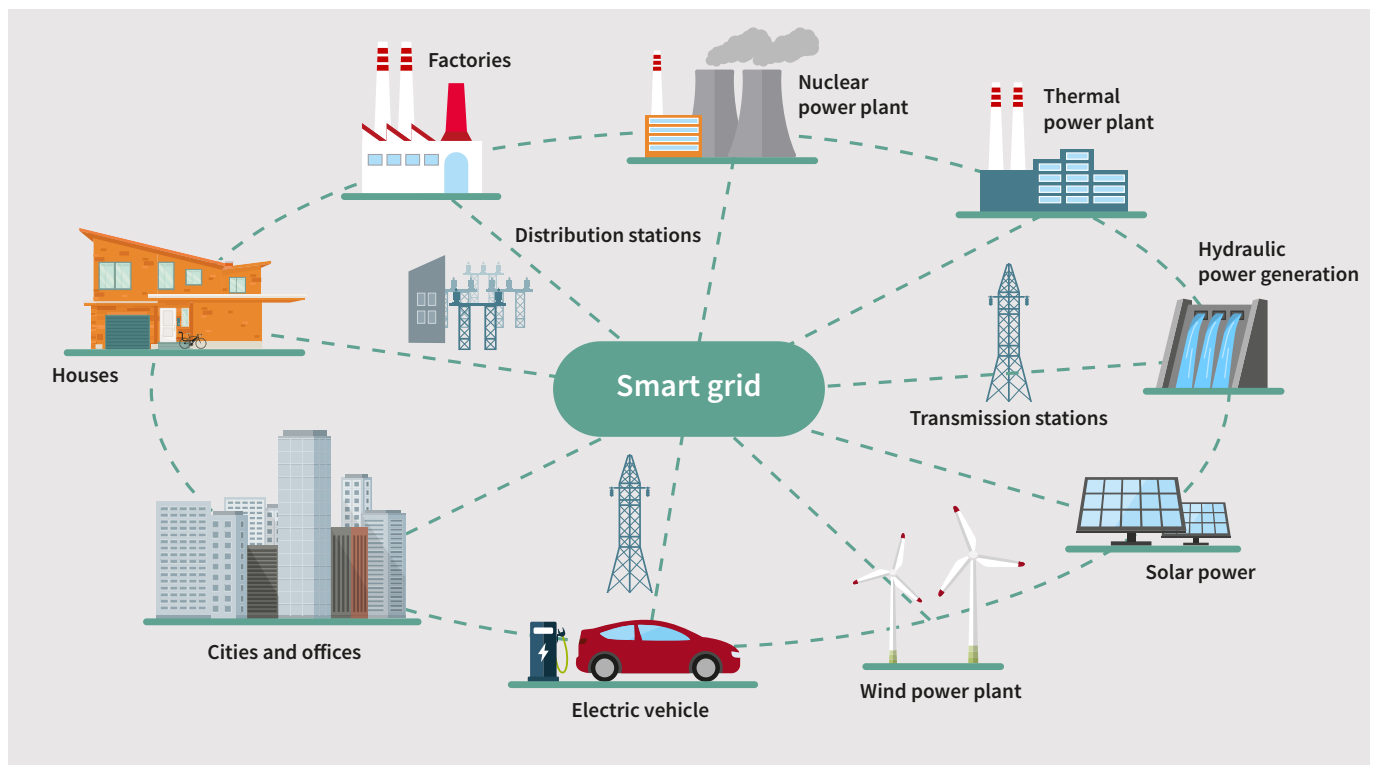 Factories
Nuclear
power plant
Thermal
power plant
Distribution stations
Hydraulic
power generation
Houses
Smart grid
Transmission stations
Solar power
Cities and offices
Wind power plant
Electric vehicle